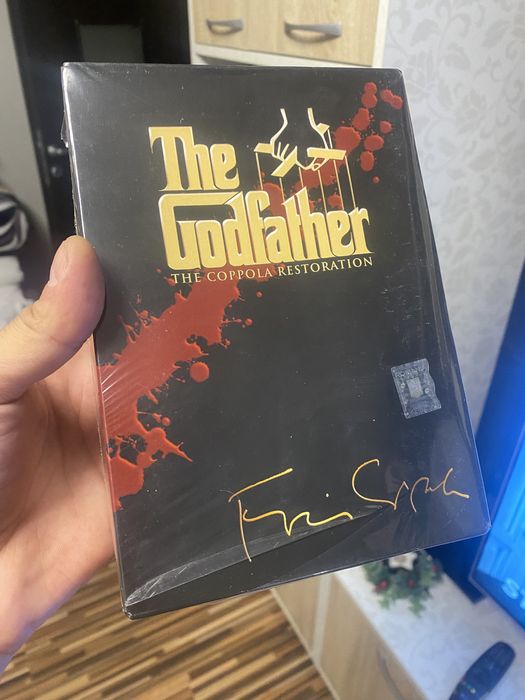 The
Godfather
THE COPPOLA RESTORATION